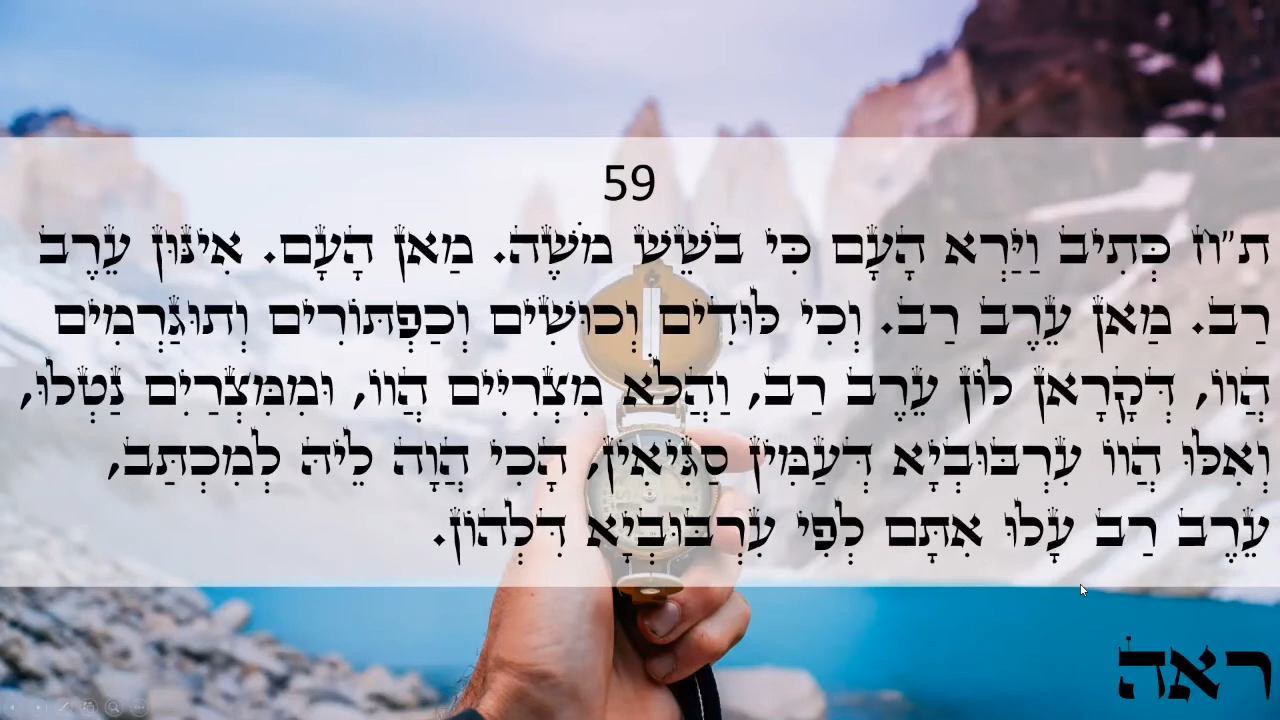 59
ת״ח כְּתִיב וַיַּרְא הָעָם כִּי בֹשֵׁשׁ מֹשֶׁה. מַאן הָעָם. אִינּוּן עֵרֶב
רַב. מַאן עֵרֶב רַב. וְכִי לוּדִים וְכוּשִׁים וְכַפְתּוֹרִים וְתוּגַרְמִים
הֲווֹ, דְּקָרָאן לוֹן עֵרֶב רַב, וַהֲלֹא מִצְרִיִּים הֲווֹ, וּמִמִּצְרַיִם נַטְלוּ,
וְאִלּוּ הֲווֹ עִרְבּוּבְיָא דְּעַמִּין סַגִּיאִין, הָכִי הֲוָה לֵיהּ לְמִכְתַּב,
עֵרֶב רַב עָלוּ אִתָּם לְפִי עִרְבּוּבְיָא דִּלְהוֹן.
ראה